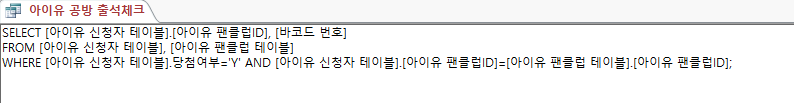 아이유 공방 출석체크
SELECT [아이유 신청자 테이블].[아이유 팬클럽ID], [바코드 번호]
FROM [아이유 신청자 테이블], [아이유 팬클럽 테이블]
WHERE [아이유 신청자 테이블].당첨여부='Y' AND [아이유 신청자 테이블].[아이유 팬클럽ID]=[아이유 팬클럽 테이블].[아이유 팬클럽ID];